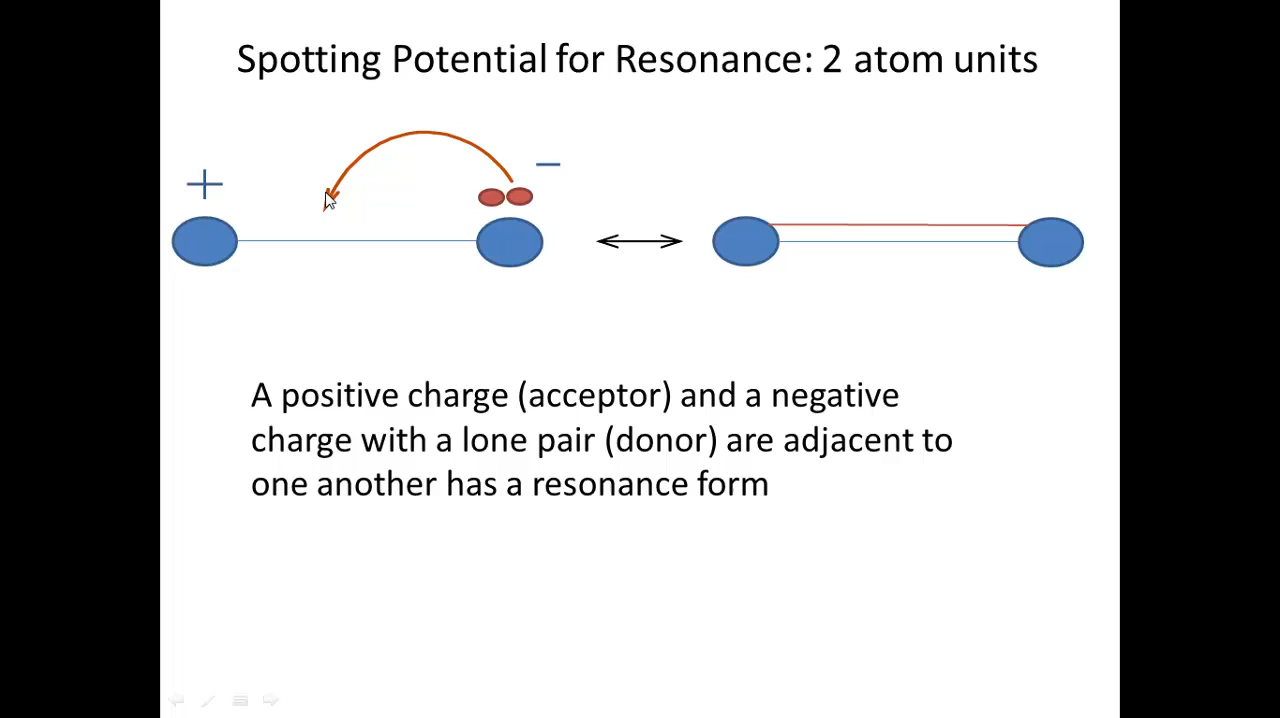 Spotting Potential for Resonance: 2 atom units
+
–
A positive charge (acceptor) and a negative
charge with a lone pair (donor) are adjacent to
one another has a resonance form